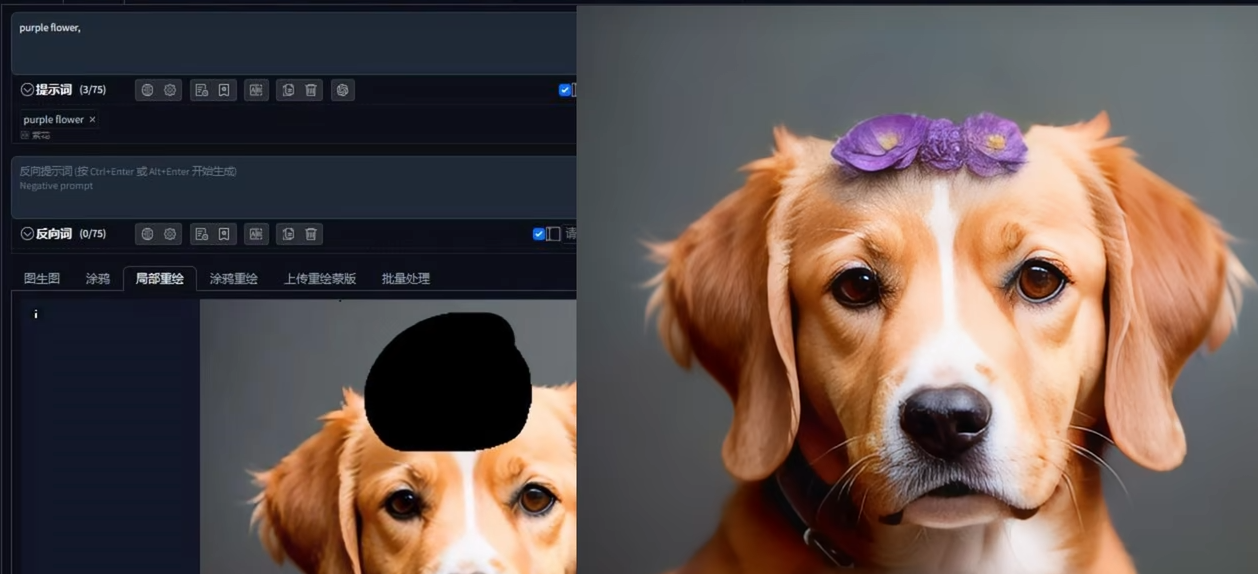 purple flower,
提示词 (3/75)
purple flower ×
紫花
反向提示词 (按 Ctrl+Enter 或 Alt+Enter 开始生成)
Negative prompt
反向词 (0/75)
请
图生图 涂鸦 局部重绘 涂鸦重绘 上传重绘蒙版 批量处理
i